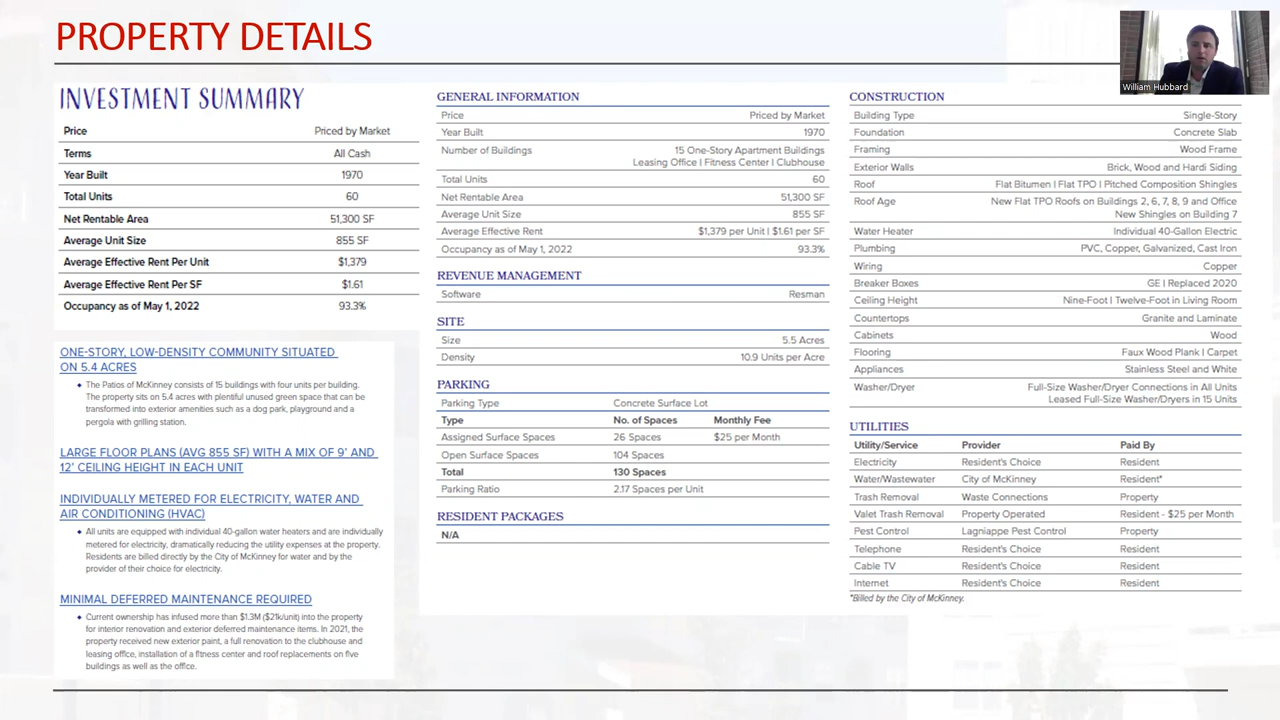 PROPERTY DETAILS
William Hubbard
INVESTMENT SUMMARY
Price Priced by Market
Terms All Cash
Year Built 1970
Total Units 60
Net Rentable Area 51,300 SF
Average Unit Size 855 SF
Average Effective Rent Per Unit $1,379
Average Effective Rent Per SF $1.61
Occupancy as of May 1, 2022 93.3%
ONE-STORY, LOW-DENSITY COMMUNITY SITUATED
ON 5.4 ACRES
The Patios of McKinney consists of 15 buildings with four units per building.
The property sits on 5.4 acres with plentiful unused green space that can be
transformed into exterior amenities such as a dog park, playground and a
pergola with grilling station.
LARGE FLOOR PLANS (AVG 855 SF) WITH A MIX OF 9' AND
12' CEILING HEIGHT IN EACH UNIT
INDIVIDUALLY METERED FOR ELECTRICITY, WATER AND
AIR CONDITIONING (HVAC)
All units are equipped with individual 40-gallon water heaters and are individually
metered for electricity, dramatically reducing the utility expenses at the property.
Residents are billed directly by the City of McKinney for water and by the
provider of their choice for electricity.
MINIMAL DEFERRED MAINTENANCE REQUIRED
Current ownership has infused more than $1.3M ($21k/unit) into the property
for interior renovation and exterior deferred maintenance items. In 2021, the
property received new exterior paint, a full renovation to the clubhouse and
leasing office, installation of a fitness center and roof replacements on five
buildings as well as the office.
GENERAL INFORMATION
Price Priced by Market
Year Built 1970
Number of Buildings 15 One-Story Apartment Buildings
Leasing Office | Fitness Center | Clubhouse
Total Units 60
Net Rentable Area 51,300 SF
Average Unit Size 855 SF
Average Effective Rent $1,379 per Unit | $1.61 per SF
Occupancy as of May 1, 2022 93.3%
REVENUE MANAGEMENT
Software Resman
SITE
Size 5.5 Acres
Density 10.9 Units per Acre
PARKING
Parking Type Concrete Surface Lot
Type No. of Spaces Monthly Fee
Assigned Surface Spaces 26 Spaces $25 per Month
Open Surface Spaces 104 Spaces
Total 130 Spaces
Parking Ratio 2.17 Spaces per Unit
RESIDENT PACKAGES
N/A
CONSTRUCTION
Building Type Single-Story
Foundation Concrete Slab
Framing Wood Frame
Exterior Walls Brick, Wood and Hardi Siding
Roof Flat Bitumen | Flat TPO | Pitched Composition Shingles
Roof Age New Flat TPO Roofs on Buildings 2, 6, 7, 8, 9 and Office
New Shingles on Building 7
Water Heater Individual 40-Gallon Electric
Plumbing PVC, Copper, Galvanized, Cast Iron
Wiring Copper
Breaker Boxes GE | Replaced 2020
Ceiling Height Nine-Foot | Twelve-Foot in Living Room
Countertops Granite and Laminate
Cabinets Wood
Flooring Faux Wood Plank | Carpet
Appliances Stainless Steel and White
Washer/Dryer Full-Size Washer/Dryer Connections in All Units
Leased Full-Size Washer/Dryers in 15 Units
UTILITIES
Utility/Service Provider Paid By
Electricity Resident's Choice Resident
Water/Wastewater City of McKinney Resident*
Trash Removal Waste Connections Property
Valet Trash Removal Property Operated Resident - $25 per Month
Pest Control Lagniappe Pest Control Property
Telephone Resident's Choice Resident
Cable TV Resident's Choice Resident
Internet Resident's Choice Resident
*Billed by the City of McKinney.